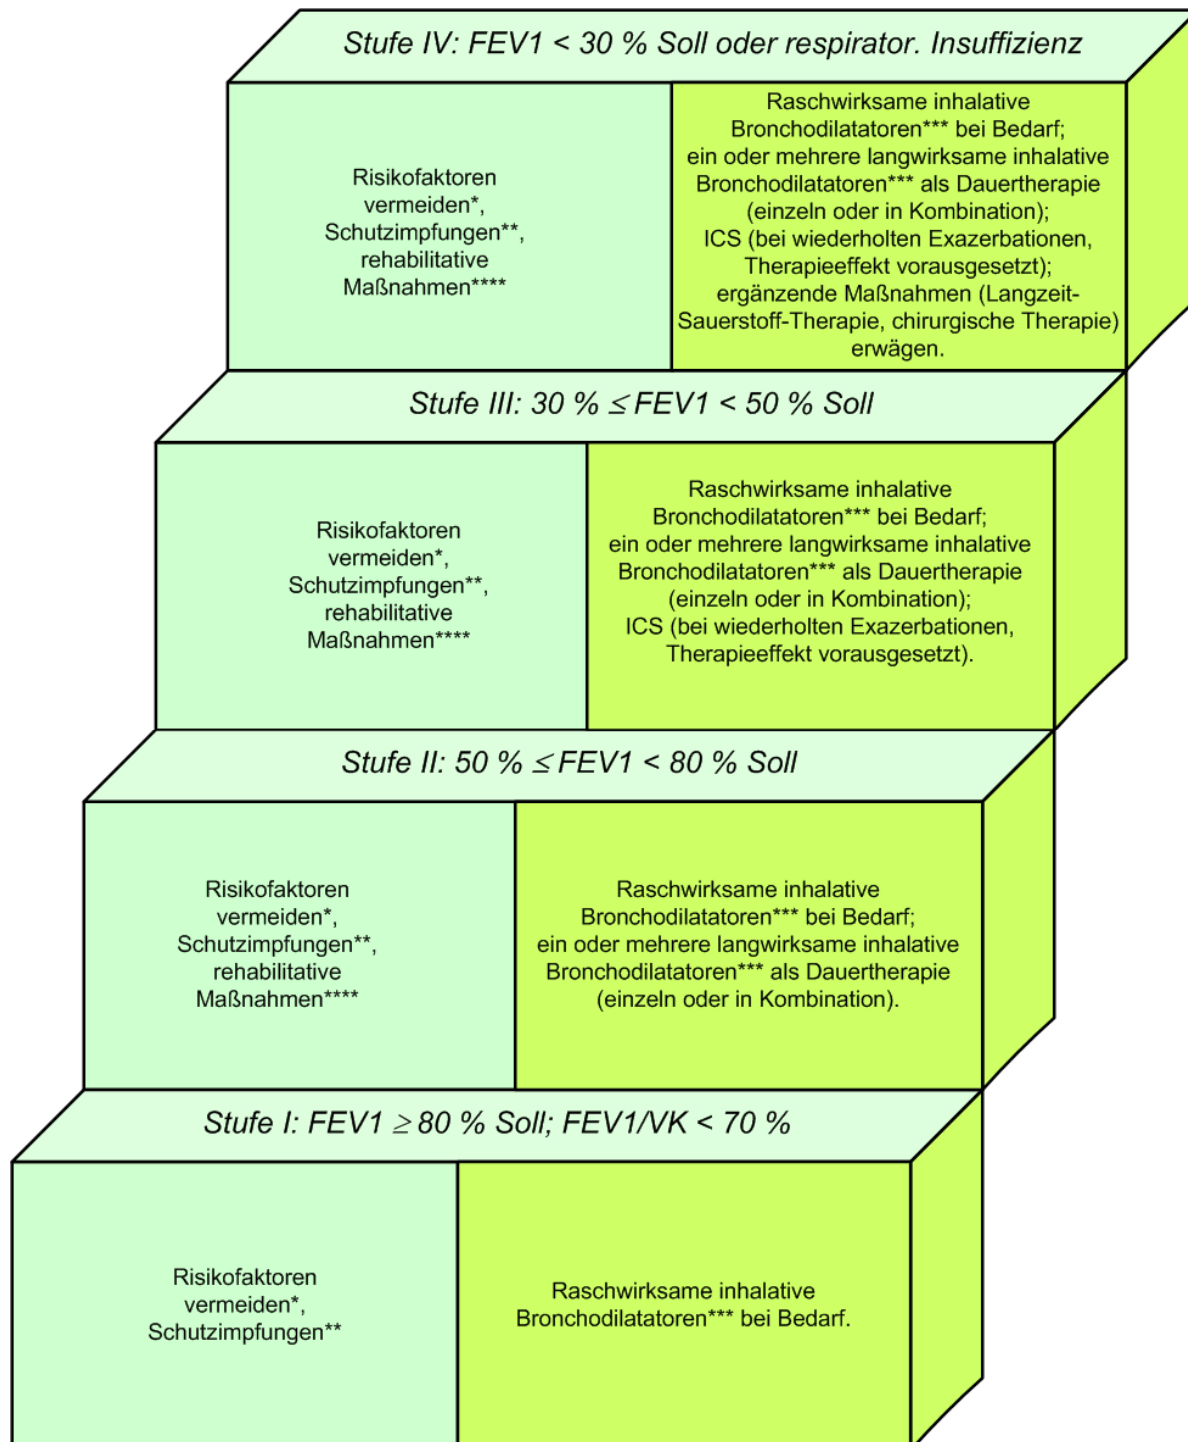 Stufe IV: FEV1 < 30 % Soll oder respirator. Insuffizienz
Risikofaktoren
vermeiden*,
Schutzimpfungen**,
rehabilitative
Maßnahmen****
Raschwirksame inhalative
Bronchodilatatoren*** bei Bedarf;
ein oder mehrere langwirksame inhalative
Bronchodilatatoren*** als Dauertherapie
(einzeln oder in Kombination);
ICS (bei wiederholten Exazerbationen,
Therapieeffekt vorausgesetzt);
ergänzende Maßnahmen (Langzeit-
Sauerstoff-Therapie, chirurgische Therapie)
erwägen.
Stufe III: 30 % ≤ FEV1 < 50 % Soll
Risikofaktoren
vermeiden*,
Schutzimpfungen**,
rehabilitative
Maßnahmen****
Raschwirksame inhalative
Bronchodilatatoren*** bei Bedarf;
ein oder mehrere langwirksame inhalative
Bronchodilatatoren*** als Dauertherapie
(einzeln oder in Kombination);
ICS (bei wiederholten Exazerbationen,
Therapieeffekt vorausgesetzt).
Stufe II: 50 % ≤ FEV1 < 80 % Soll
Risikofaktoren
vermeiden*,
Schutzimpfungen**,
rehabilitative
Maßnahmen****
Raschwirksame inhalative
Bronchodilatatoren*** bei Bedarf;
ein oder mehrere langwirksame inhalative
Bronchodilatatoren*** als Dauertherapie
(einzeln oder in Kombination).
Stufe I: FEV1 ≥ 80 % Soll; FEV1/VK < 70 %
Risikofaktoren
vermeiden*,
Schutzimpfungen**
Raschwirksame inhalative
Bronchodilatatoren*** bei Bedarf.